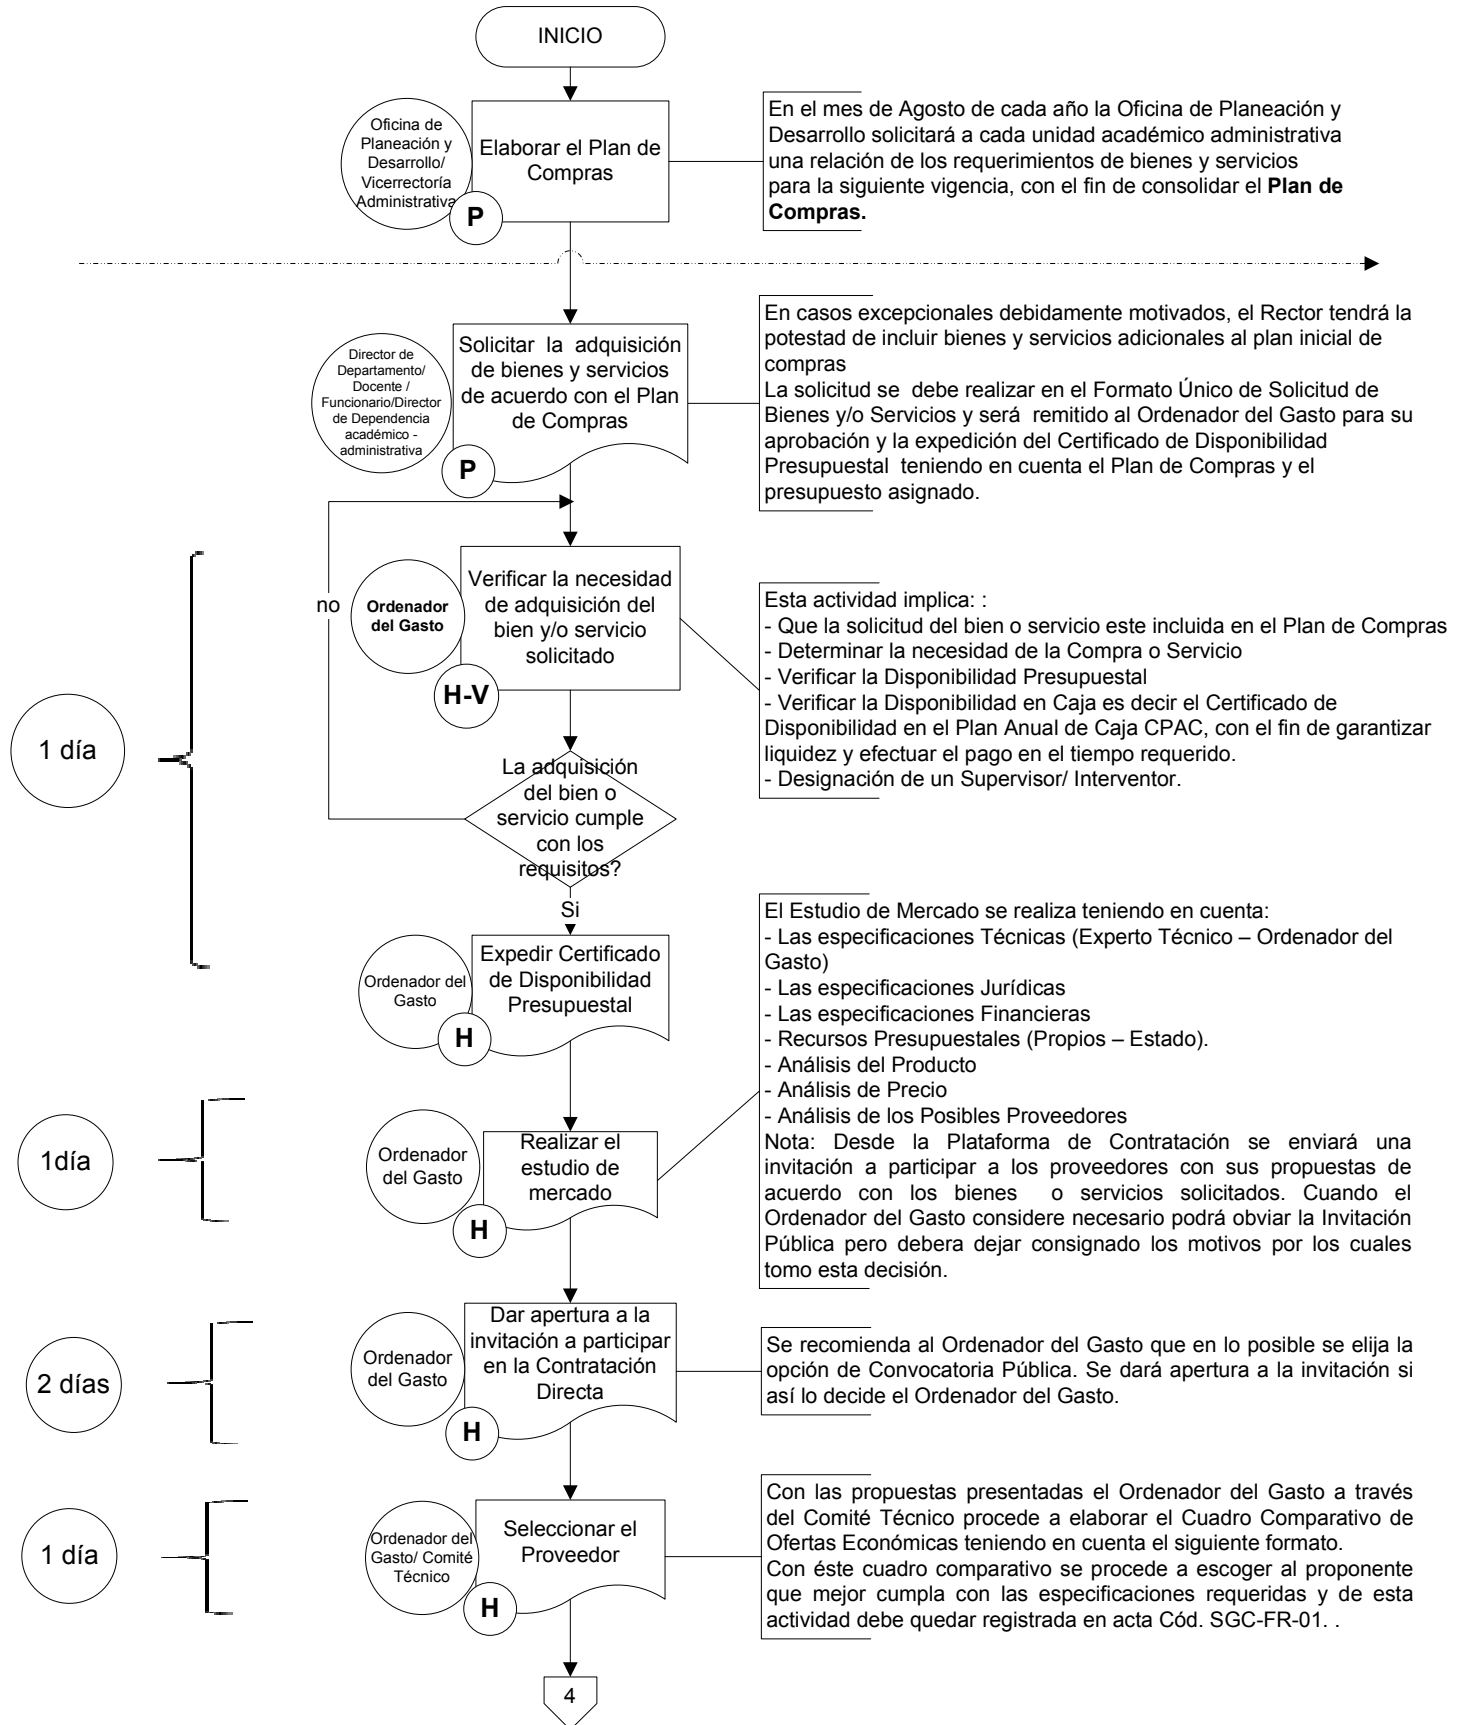 INICIO
Oficina de
Planeación y
Desarrollo/
Vicerrectoría
Administrativa
P
Elaborar el Plan de
Compras
En el mes de Agosto de cada año la Oficina de Planeación y
Desarrollo solicitará a cada unidad académico administrativa
una relación de los requerimientos de bienes y servicios
para la siguiente vigencia, con el fin de consolidar el Plan de
Compras.
Director de
Departamento/
Docente /
Funcionario/Director
de Dependencia
académico -
administrativa
P
Solicitar la adquisición
de bienes y servicios
de acuerdo con el Plan
de Compras
En casos excepcionales debidamente motivados, el Rector tendrá la
potestad de incluir bienes y servicios adicionales al plan inicial de
compras
La solicitud se debe realizar en el Formato Único de Solicitud de
Bienes y/o Servicios y será remitido al Ordenador del Gasto para su
aprobación y la expedición del Certificado de Disponibilidad
Presupuestal teniendo en cuenta el Plan de Compras y el
presupuesto asignado.
1 día
no
Ordenador
del Gasto
H-V
Verificar la necesidad
de adquisición del
bien y/o servicio
solicitado
Esta actividad implica: :
- Que la solicitud del bien o servicio este incluida en el Plan de Compras
- Determinar la necesidad de la Compra o Servicio
- Verificar la Disponibilidad Presupuestal
- Verificar la Disponibilidad en Caja es decir el Certificado de
Disponibilidad en el Plan Anual de Caja CPAC, con el fin de garantizar
liquidez y efectuar el pago en el tiempo requerido.
- Designación de un Supervisor/ Interventor.
La adquisición
del bien o
servicio cumple
con los
requisitos?
Si
Ordenador del
Gasto
H
Expedir Certificado
de Disponibilidad
Presupuestal
El Estudio de Mercado se realiza teniendo en cuenta:
- Las especificaciones Técnicas (Experto Técnico – Ordenador del
Gasto)
- Las especificaciones Jurídicas
- Las especificaciones Financieras
- Recursos Presupuestales (Propios – Estado).
- Análisis del Producto
- Análisis de Precio
- Análisis de los Posibles Proveedores
Nota: Desde la Plataforma de Contratación se enviará una
invitación a participar a los proveedores con sus propuestas de
acuerdo con los bienes o servicios solicitados. Cuando el
Ordenador del Gasto considere necesario podrá obviar la Invitación
Pública pero debera dejar consignado los motivos por los cuales
tomo esta decisión.
1día
Ordenador
del Gasto
H
Realizar el
estudio de
mercado
2 días
Ordenador
del Gasto
H
Dar apertura a la
invitación a participar
en la Contratación
Directa
Se recomienda al Ordenador del Gasto que en lo posible se elija la
opción de Convocatoria Pública. Se dará apertura a la invitación si
así lo decide el Ordenador del Gasto.
1 día
Ordenador del
Gasto/ Comité
Técnico
H
Seleccionar el
Proveedor
Con las propuestas presentadas el Ordenador del Gasto a través
del Comité Técnico procede a elaborar el Cuadro Comparativo de
Ofertas Económicas teniendo en cuenta el siguiente formato.
Con éste cuadro comparativo se procede a escoger al proponente
que mejor cumpla con las especificaciones requeridas y de esta
actividad debe quedar registrada en acta Cód. SGC-FR-01. .
4